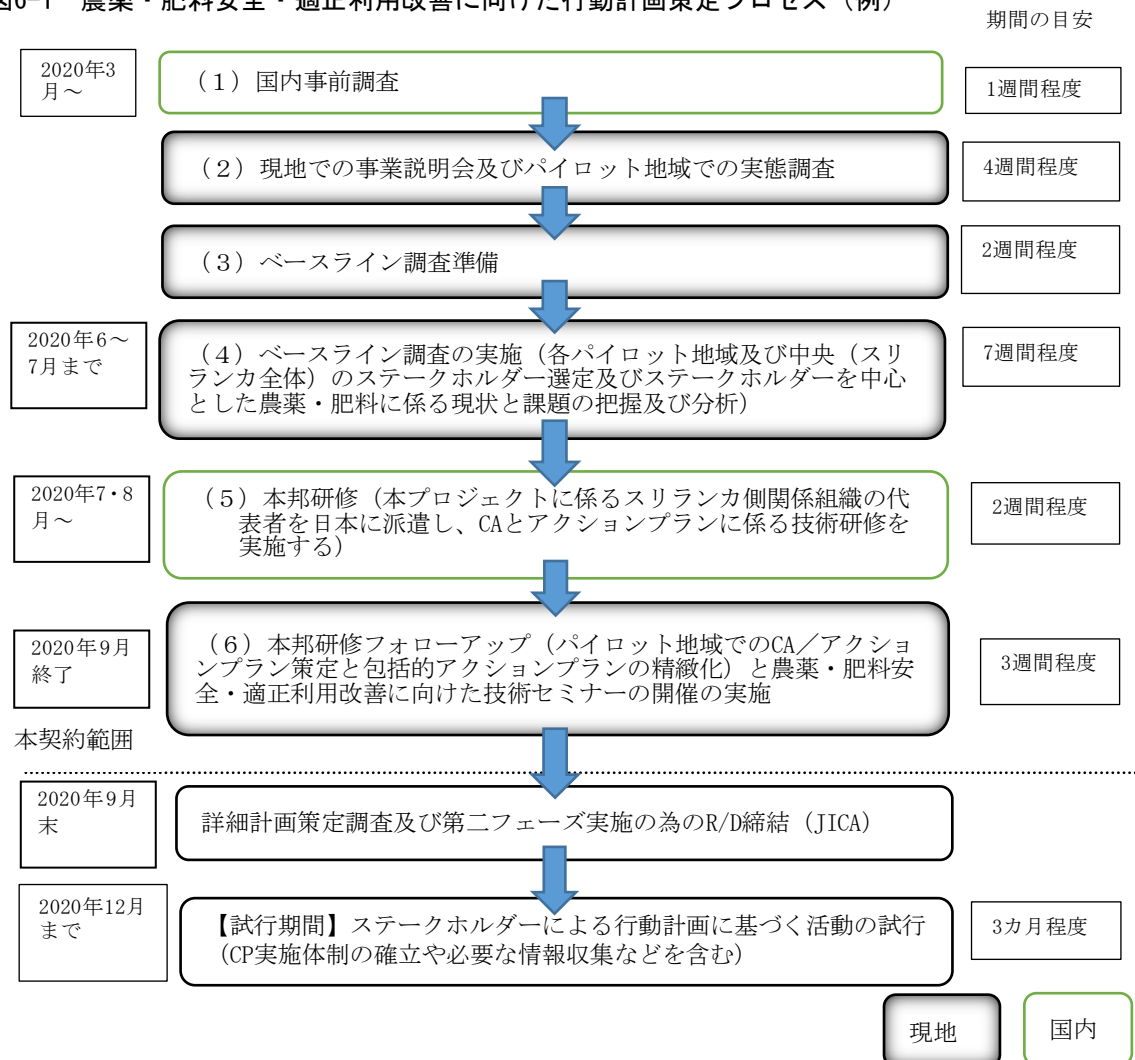 図6-1 農薬・肥料安全・適正利用改善に向けた行動計画策定プロセス（例）
期間の目安
2020年3
月～
（１）国内事前調査
1週間程度
（２）現地での事業説明会及びパイロット地域での実態調査
4週間程度
（３）ベースライン調査準備
2週間程度
2020年6～
7月まで
（４）ベースライン調査の実施（各パイロット地域及び中央（スリ
ランカ全体）のステークホルダー選定及びステークホルダーを中心
とした農薬・肥料に係る現状と課題の把握及び分析）
7週間程度
2020年7・8
月～
（５）本邦研修（本プロジェクトに係るスリランカ側関係組織の代
表者を日本に派遣し、CAとアクションプランに係る技術研修を
実施する）
2週間程度
2020年9月
終了
（６）本邦研修フォローアップ（パイロット地域でのCA／アクショ
ンプラン策定と包括的アクションプランの精緻化）と農薬・肥料安
全・適正利用改善に向けた技術セミナーの開催の実施
3週間程度
本契約範囲
2020年9月
末
詳細計画策定調査及び第二フェーズ実施の為のR/D締結（JICA）
2020年12月
まで
【試行期間】ステークホルダーによる行動計画に基づく活動の試行
（CP実施体制の確立や必要な情報収集などを含む）
3カ月程度
現地
国内